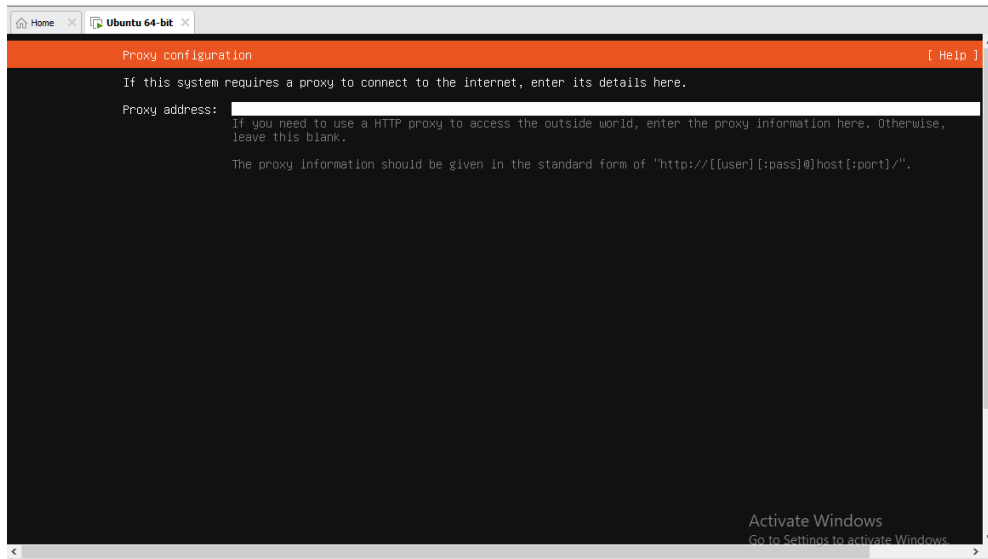 Home
Ubuntu 64-bit
Proxy configuration [ Help ]
If this system requires a proxy to connect to the internet, enter its details here.
Proxy address:
If you need to use a HTTP proxy to access the outside world, enter the proxy information here. Otherwise,
leave this blank.
The proxy information should be given in the standard form of "http://[[user][:pass]@]host[:port]/".
Activate Windows
Go to Settings to activate Windows.